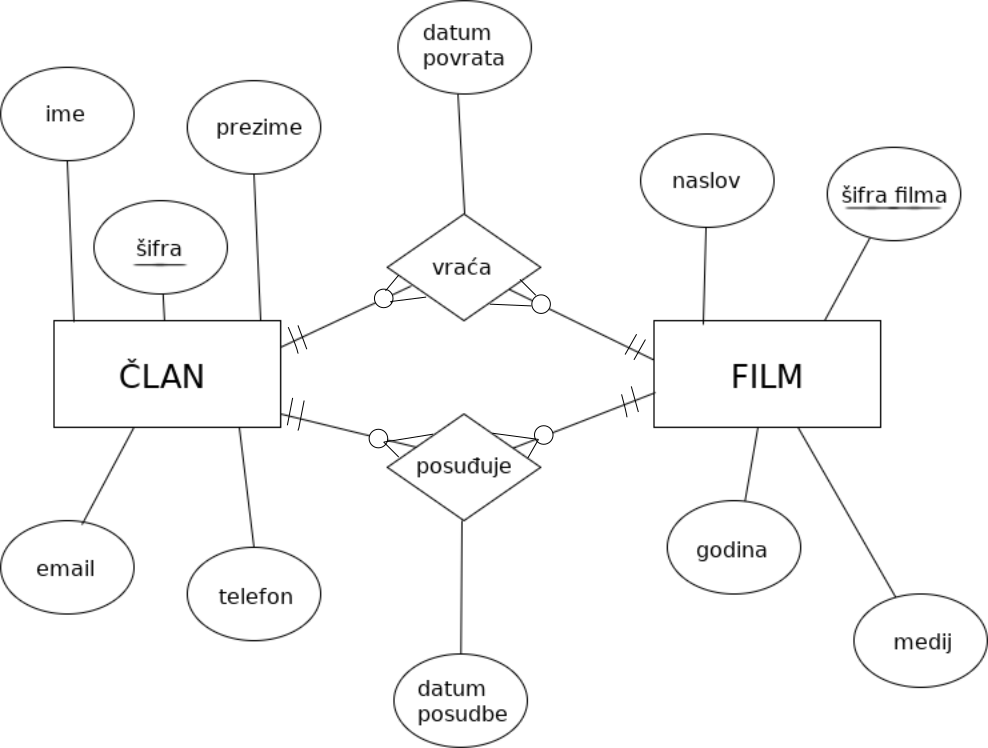 datum
povrata
ime
prezime
naslov
šifra filma
šifra
vraća
ČLAN
FILM
posuđuje
godina
email
telefon
medij
datum
posudbe